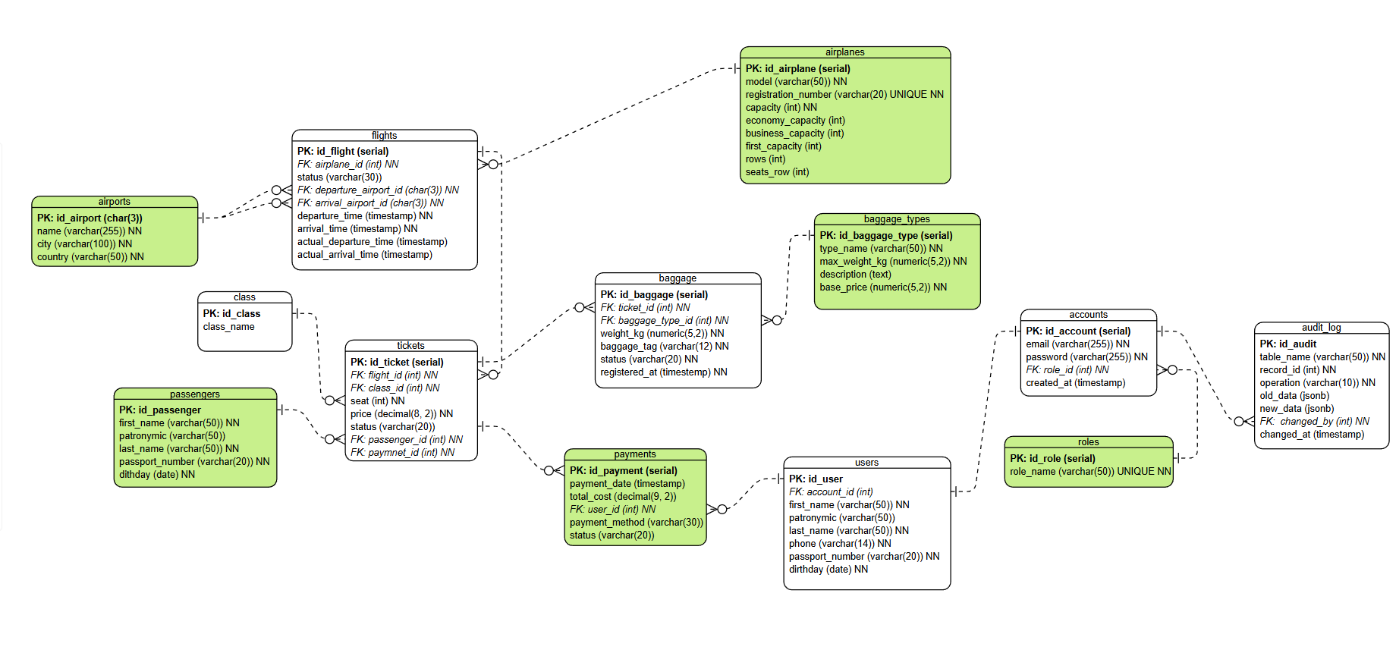 airplanes
PK: id_airplane (serial)
model (varchar(50)) NN
registration_number (varchar(20) UNIQUE NN
capacity (int) NN
economy_capacity (int)
business_capacity (int)
first_capacity (int)
rows (int)
seats_row (int)
flights
PK: id_flight (serial)
FK: airplane_id (int) NN
status (varchar(30))
FK: departure_airport_id (char(3)) NN
FK: arrival_airport_id (char(3)) NN
departure_time (timestamp) NN
arrival_time (timestamp) NN
actual_departure_time (timestamp)
actual_arrival_time (timestamp)
airports
PK: id_airport (char(3))
name (varchar(255)) NN
city (varchar(100)) NN
country (varchar(50)) NN
baggage_types
PK: id_baggage_type (serial)
type_name (varchar(50)) NN
max_weight_kg (numeric(5,2)) NN
description (text)
base_price (numeric(5,2)) NN
baggage
PK: id_baggage (serial)
FK: ticket_id (int) NN
FK: baggage_type_id (int) NN
weight_kg (numeric(5,2)) NN
baggage_tag (varchar(12) NN
status (varchar(20) NN
registered_at (timestemp) NN
class
PK: id_class
class_name
tickets
PK: id_ticket (serial)
FK: flight_id (int) NN
FK: class_id (int) NN
seat (int) NN
price (decimal(8, 2)) NN
status (varchar(20))
FK: passenger_id (int) NN
FK: paymnet_id (int) NN
passengers
PK: id_passenger
first_name (varchar(50)) NN
patronymic (varchar(50))
last_name (varchar(50)) NN
passport_number (varchar(20)) NN
dithday (date) NN
accounts
PK: id_account (serial)
email (varchar(255)) NN
password (varchar(255)) NN
FK: role_id (int) NN
created_at (timestamp)
audit_log
PK: id_audit
table_name (varchar(50)) NN
record_id (int) NN
operation (varchar(10)) NN
old_data (jsonb)
new_data (jsonb)
FK: changed_by (int) NN
changed_at (timestamp)
roles
PK: id_role (serial)
role_name (varchar(50)) UNIQUE NN
payments
PK: id_payment (serial)
payment_date (timestamp)
total_cost (decimal(9, 2))
FK: user_id (int) NN
payment_method (varchar(30))
status (varchar(20))
users
PK: id_user
FK: account_id (int)
first_name (varchar(50)) NN
patronymic (varchar(50))
last_name (varchar(50)) NN
phone (varchar(14)) NN
passport_number (varchar(20)) NN
dirthday (date) NN